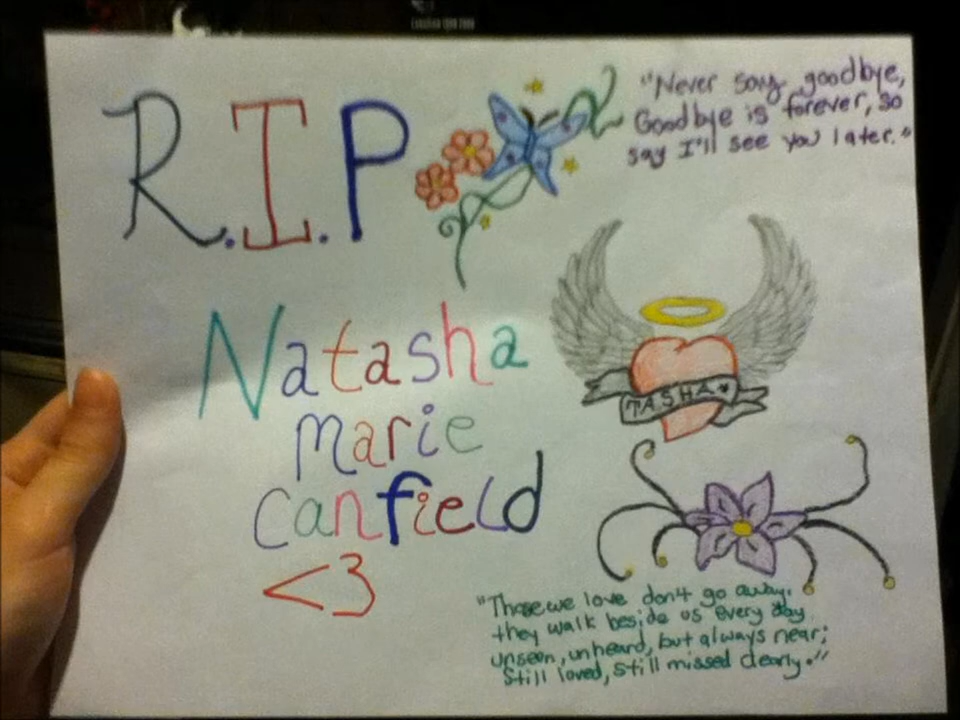 R.I.P
"Never say goodbye,
Goodbye is forever, so
say I'll see you later."
Natasha
marie
canfield
<3
TASHA
"Those we love don't go away.
they walk beside us every day
unseen, unheard, but always near;
Still loved, still missed dearly."